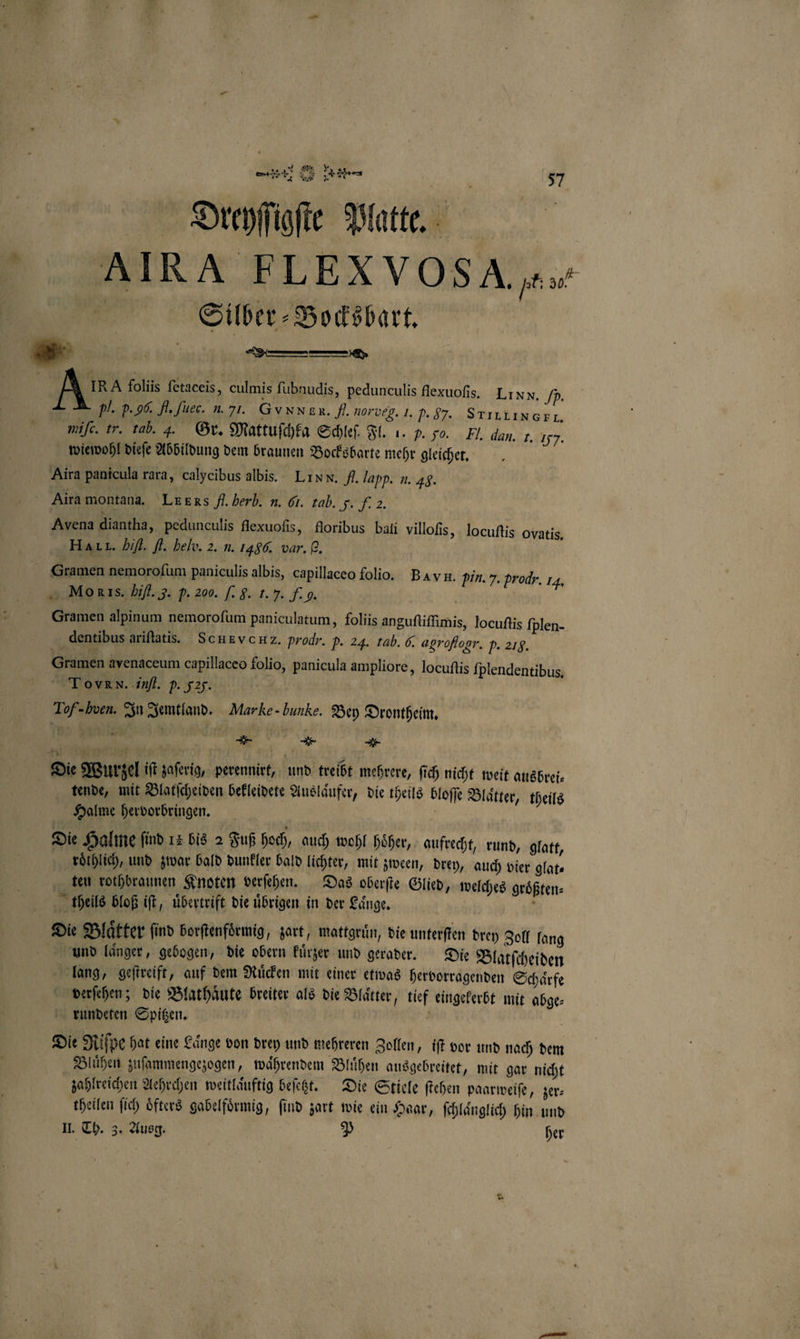 57
Dreyssigste Platte.
AIRA FLEXVOSA.
Silber-Bocksbart.
AIRA foliis setaceis, culmis subnudis, pedunculis flexuosis. LINN. sp.
pl. p. 96. fl. suec. n. 71. GVNNER. fl. norveg. 1. p. 87. STILLINGFL.
misc. tr. tab. 4. Gr. Mattuschka Schles. Fl. 1. p. 70. Fl. dan. t. 157.
wiewohl diese Abbildung dem braunen Bocksbarte mehr gleichet.
Aira panicula rara, calycibus albis. LINN. fl. lapp. n. 48.
Aira montana. LEERS fl. herb. n. 61. tab. 5. f. 2.
Avena diantha, pedunculis flexuosis, floribus basi villosis, locustis ovatis.
HALL. hist. st. helv. 2. n. 1486. var. β.
Gramen nemorosum paniculis albis, capillaceo folio. BAVH. pin. 7. prodr. 14.
MORIS. hist. 3. p. 200. s. 8. t. 7. f. 9.
Gramen alpinum nemorosum paniculatum, foliis angustissimis, locustis splen-
dentibus aristatis. SCHEVCHZ. prodr. p. 24. tab. 6. agrostogr. p. 218.
Gramen avenaceum capillaceo folio, panicula ampliore, locustis splendentibus.
TOVRN. inst. p. 525.
Tof-hven. In Jemtland. Marke-bunke. Bey Drontheim.
Die Wurzel ist zaserig, perennirt, und treibt mehrere, sich nicht weit ausbrei-
tende, mit Blatscheiden bekleidete Ausläufer, die theils blosse Blätter, theils
Halme hervorbringen.
Die Halme sind 1½ bis 2 Fuß hoch, auch wohl höher, aufrecht, rund, glatt,
röthlich, und zwar bald dunkler bald lichter, mit zween, drey, auch vier glat-
ten rothbraunen Knoten versehen. Das oberste Glied, welches größten-
theils bloß ist, übertrift die übrigen in der Länge.
Die Blätter sind borstenförmig, zart, mattgrün, die untersten drey Zoll lang
und länger, gebogen, die obern kürzer und gerader. Die Blatscheiden
lang, gestreift, auf dem Rücken mit einer etwas hervorragenden Schärfe
versehen; die Blathäute breiter als die Blätter, tief eingekerbt mit abge-
rundeten Spitzen.
Die Rispe hat eine Länge von drey und mehreren Zollen, ist vor und nach dem
Blühen zusammengezogen, währendem Blühen ausgebreitet, mit gar nicht
zahlreichen Aehrchen weitläuftig besetzt. Die Stiele stehen paarweise, zer-
theilen sich öfters gabelförmig, sind zart wie ein Haar, schlänglich hin und
II. Th. 3. Ausg. P her